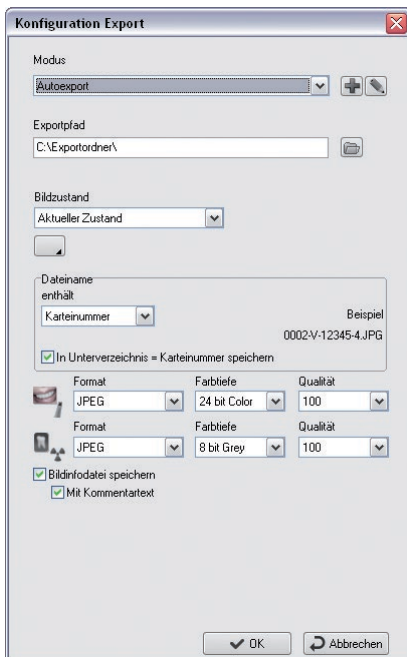 Konfiguration Export
Modus
Autoexport
Exportpfad
C:\Exportordner\
Bildzustand
Aktueller Zustand
Dateiname
enthält
Karteinummer
Beispiel
0002-V-12345-4.JPG
In Unterverzeichnis = Karteinummer speichern
Format Farbtiefe Qualität
JPEG 24 bit Color 100
Format Farbtiefe Qualität
JPEG 8 bit Grey 100
Bildinfodatei speichern
Mit Kommentartext
OK Abbrechen